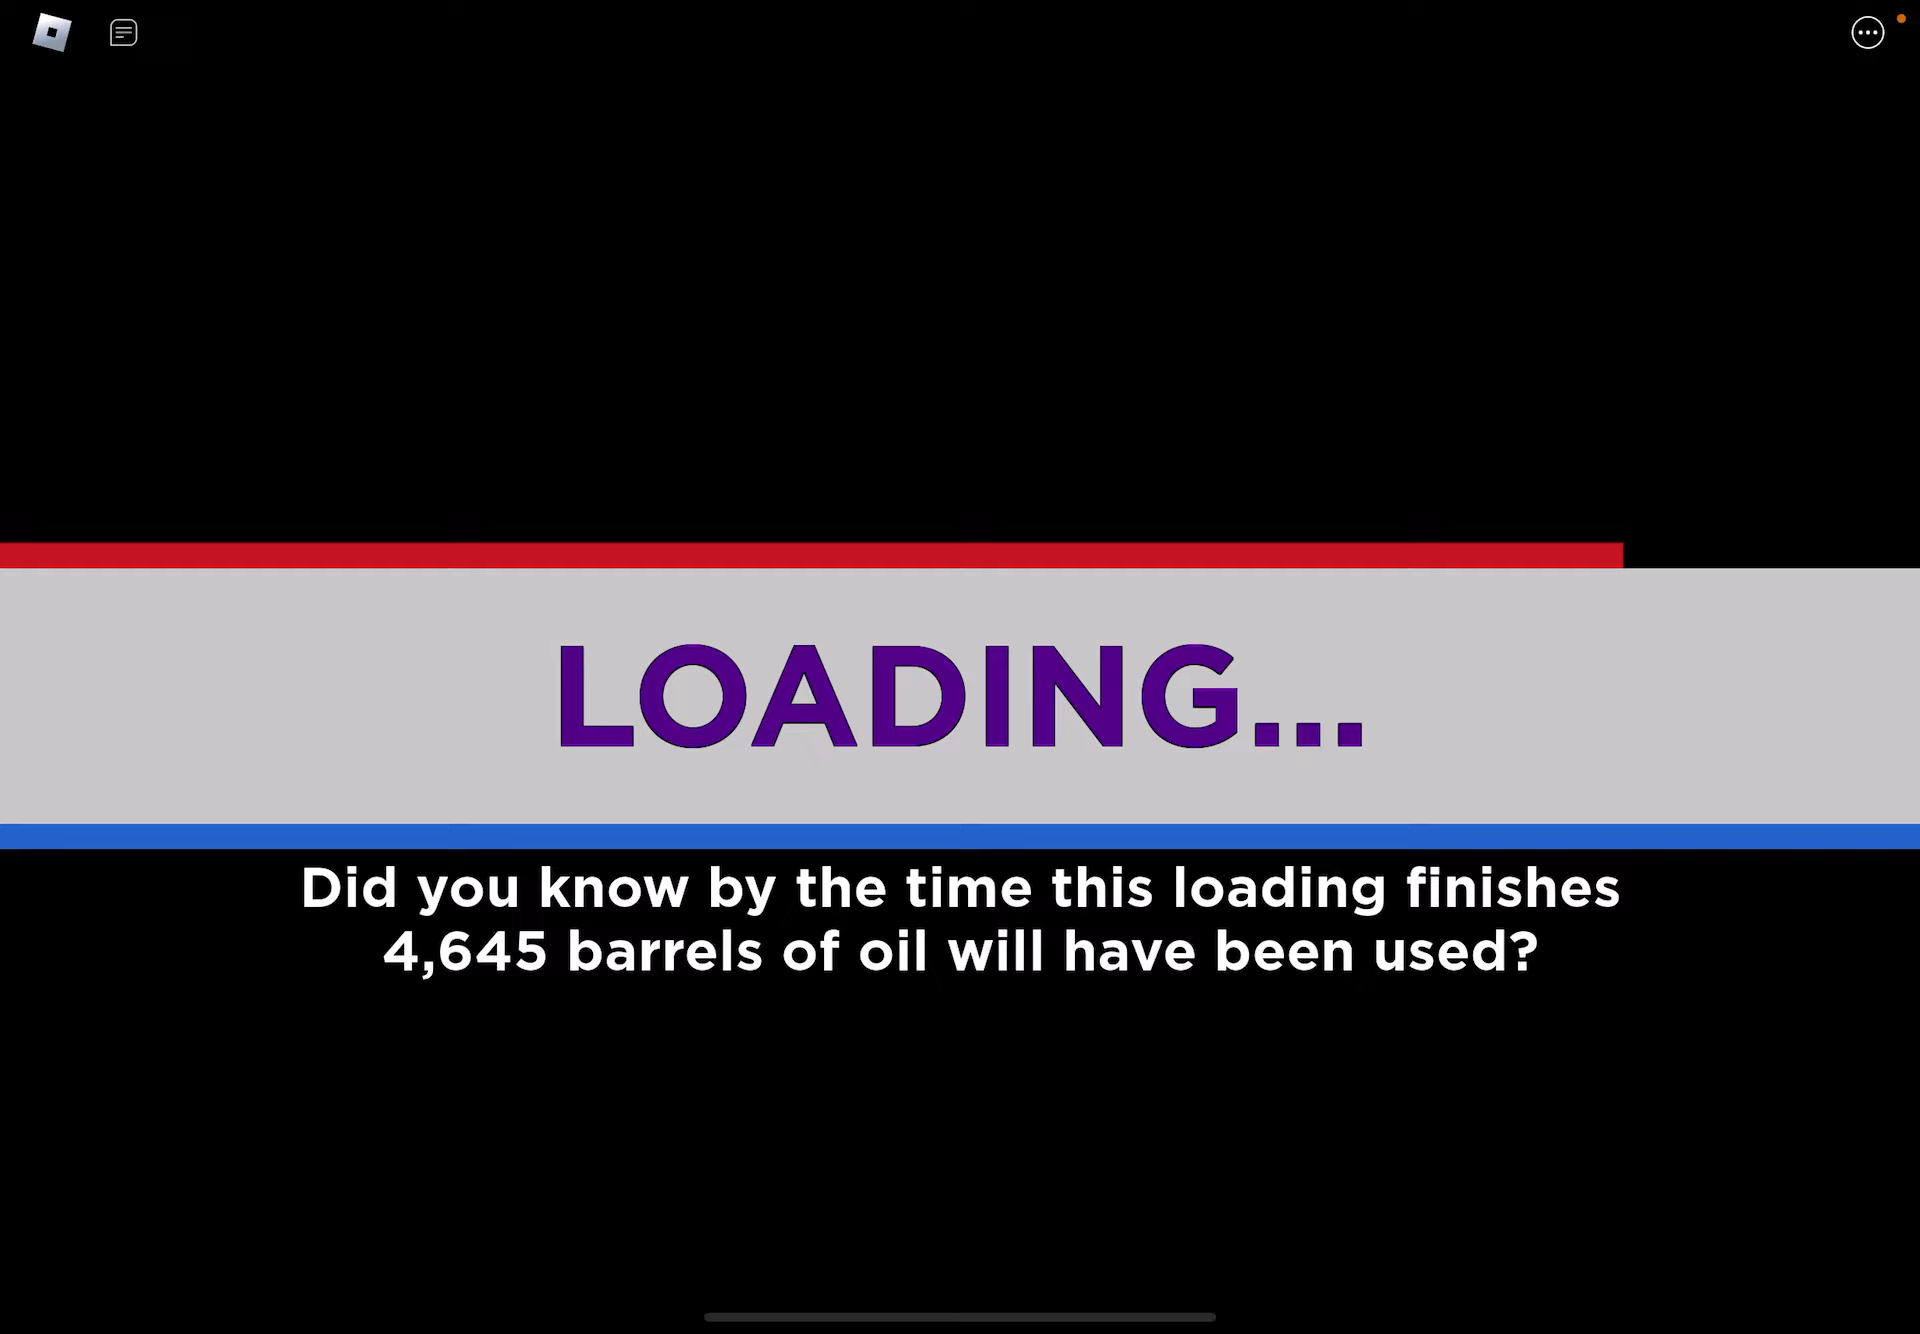 LOADING...
Did you know by the time this loading finishes
4,645 barrels of oil will have been used?